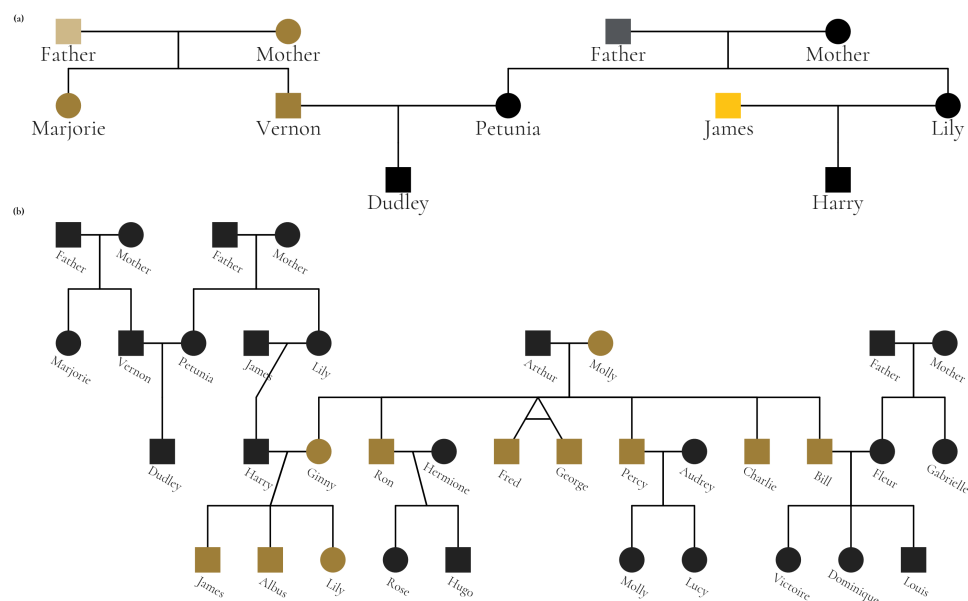 (a)
Father Mother Father Mother
Marjorie Vernon Petunia James Lily
Dudley Harry
(b)
Father Mother Father Mother
Marjorie Vernon Petunia James Lily Arthur Molly Father Mother
Dudley Harry Ginny Ron Hermione Fred George Percy Audrey Charlie Bill Fleur Gabrielle
James Albus Lily Rose Hugo Molly Lucy Victoire Dominique Louis